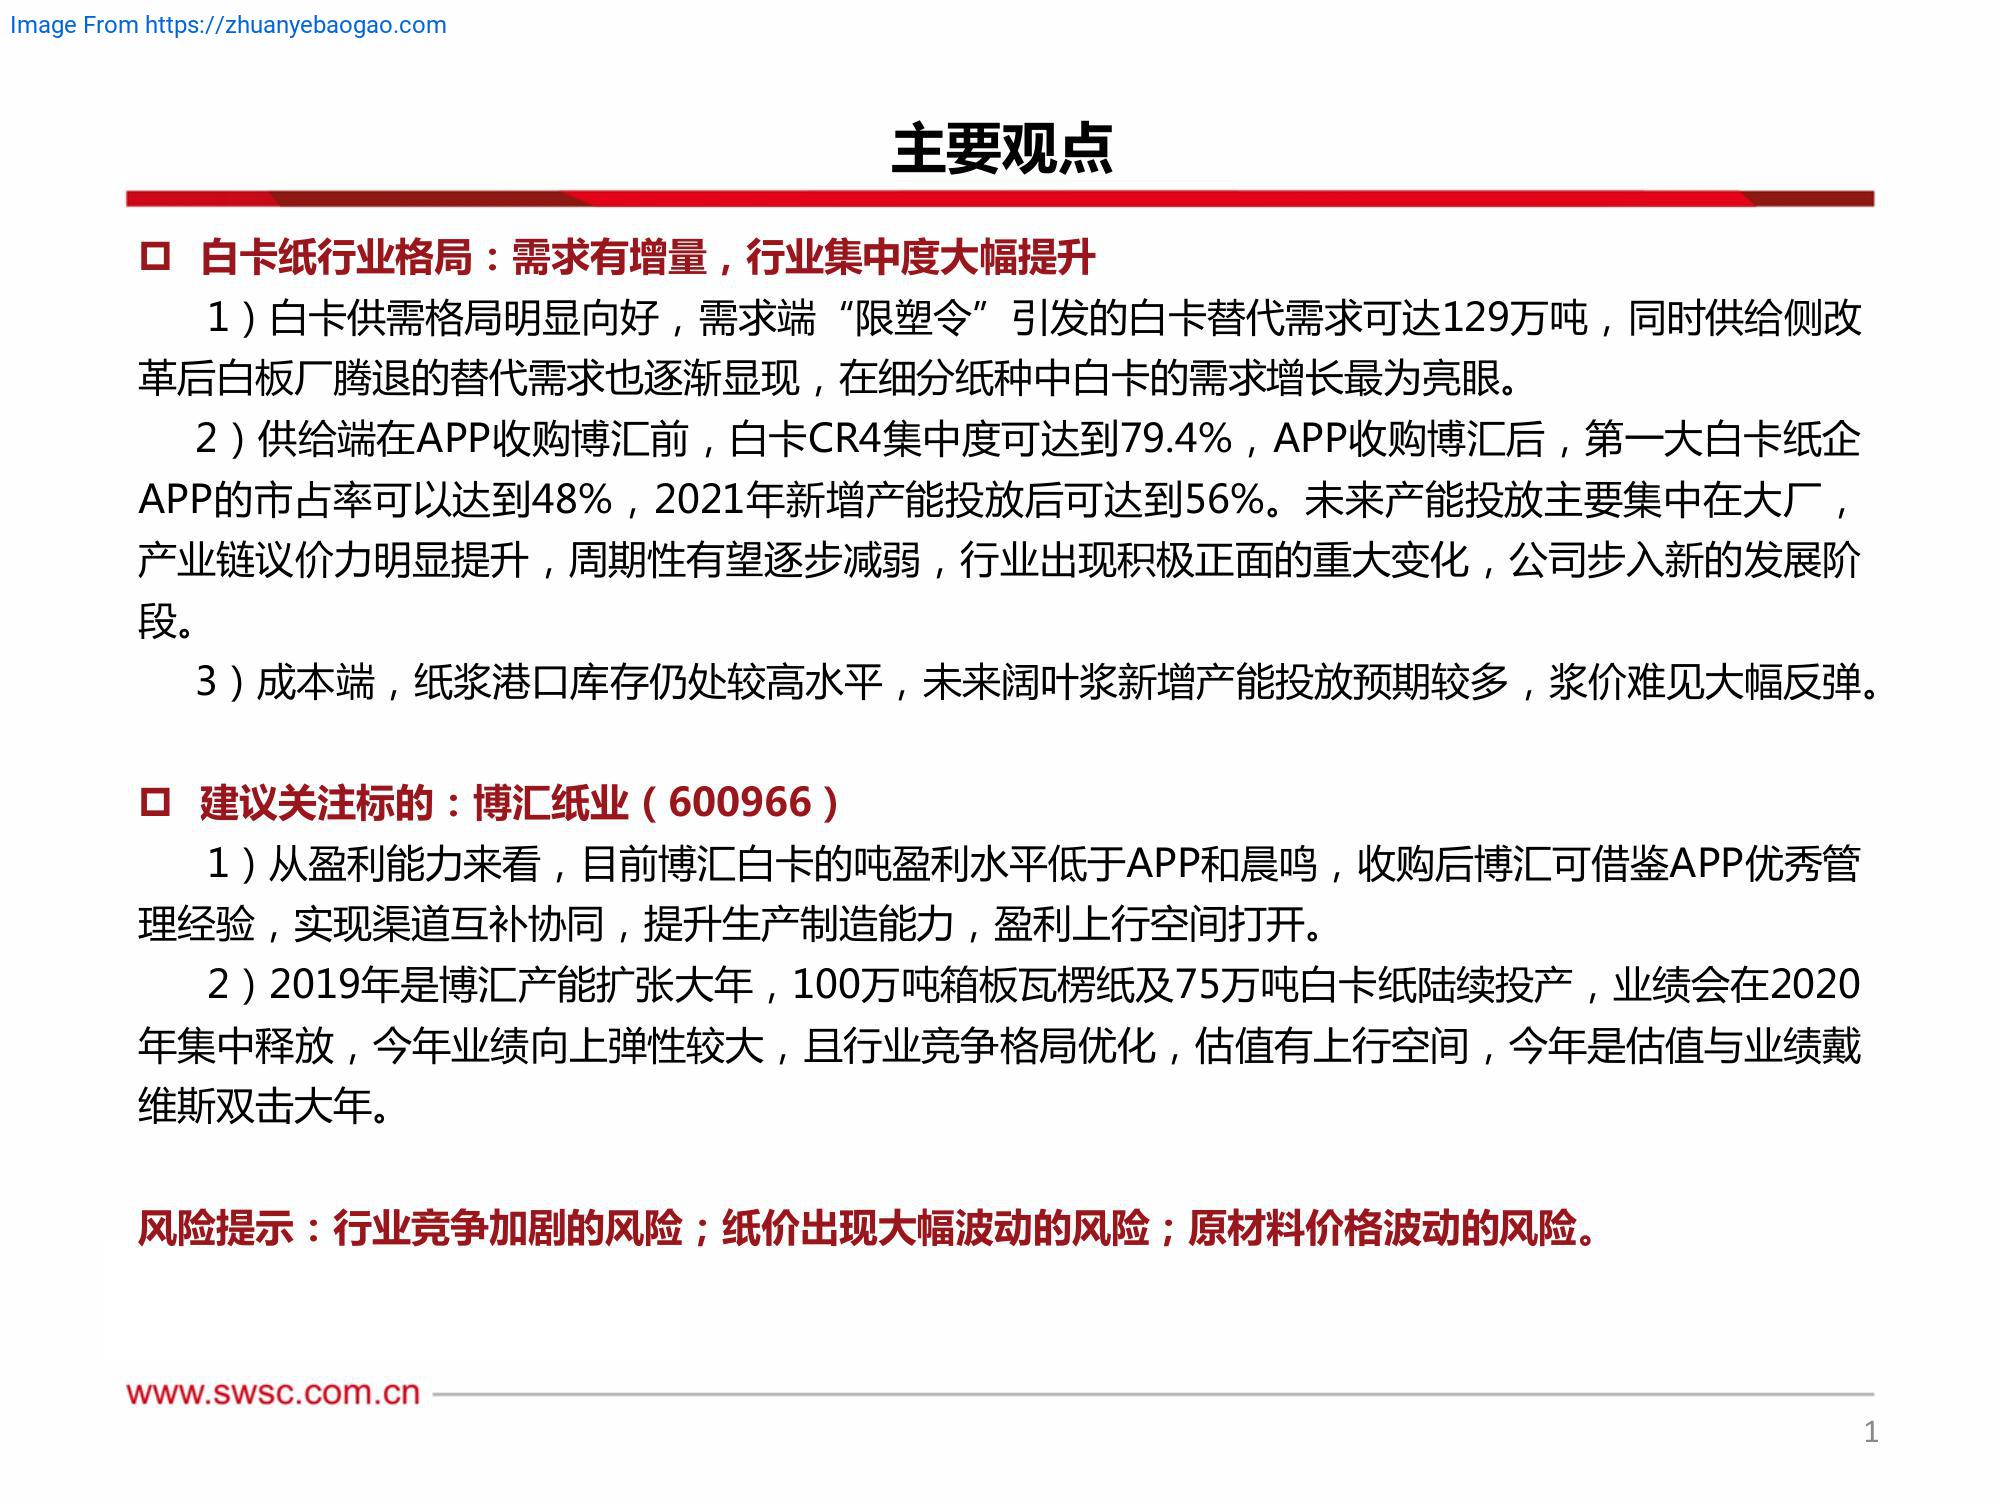 Image From https://zhuanyebaogao.com
主要观点
白卡纸行业格局：需求有增量，行业集中度大幅提升
1）白卡供需格局明显向好，需求端“限塑令”引发的白卡替代需求可达129万吨，同时供给侧改
革后白板厂腾退的替代需求也逐渐显现，在细分纸种中白卡的需求增长最为亮眼。
2）供给端在APP收购博汇前，白卡CR4集中度可达到79.4%，APP收购博汇后，第一大白卡纸企
APP的市占率可以达到48%，2021年新增产能投放后可达到56%。未来产能投放主要集中在大厂，
产业链议价力明显提升，周期性有望逐步减弱，行业出现积极正面的重大变化，公司步入新的发展阶
段。
3）成本端，纸浆港口库存仍处较高水平，未来阔叶浆新增产能投放预期较多，浆价难见大幅反弹。
建议关注标的：博汇纸业（600966）
1）从盈利能力来看，目前博汇白卡的吨盈利水平低于APP和晨鸣，收购后博汇可借鉴APP优秀管
理经验，实现渠道互补协同，提升生产制造能力，盈利上行空间打开。
2）2019年是博汇产能扩张大年，100万吨箱板瓦楞纸及75万吨白卡纸陆续投产，业绩会在2020
年集中释放，今年业绩向上弹性较大，且行业竞争格局优化，估值有上行空间，今年是估值与业绩戴
维斯双击大年。
风险提示：行业竞争加剧的风险；纸价出现大幅波动的风险；原材料价格波动的风险。
www.swsc.com.cn
1